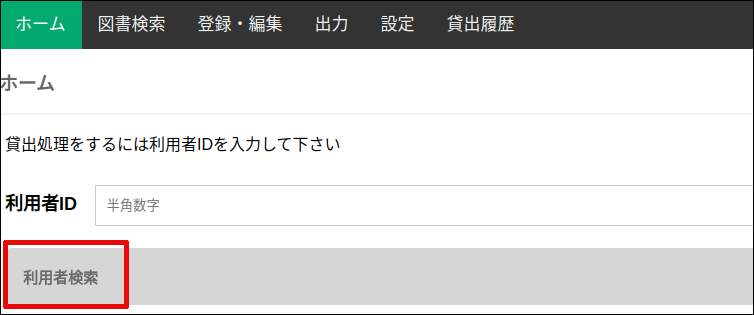 ホーム 図書検索 登録・編集 出力 設定 貸出履歴
ホーム
貸出処理をするには利用者IDを入力して下さい
利用者ID 半角数字
利用者検索